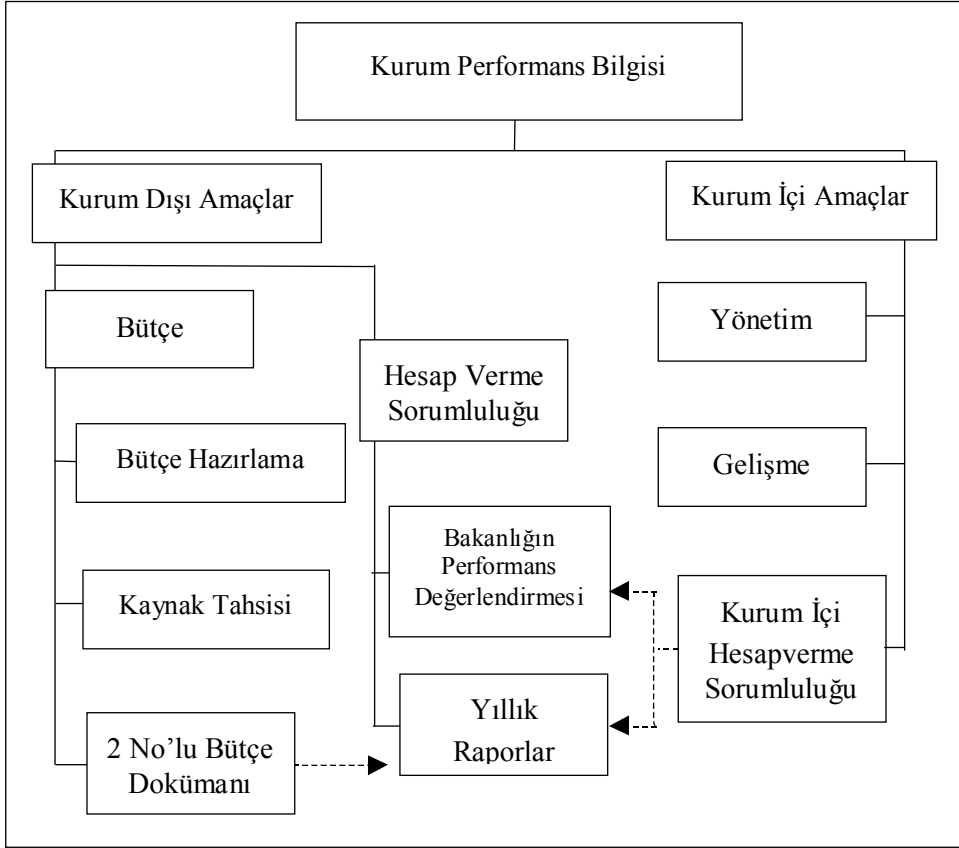 Kurum Performans Bilgisi
Kurum Dışı Amaçlar
Kurum İçi Amaçlar
Bütçe
Yönetim
Hesap Verme
Sorumluluğu
Bütçe Hazırlama
Gelişme
Bakanlığın
Performans
Değerlendirmesi
Kaynak Tahsisi
Kurum İçi
Hesapverme
Sorumluluğu
Yıllık
Raporlar
2 No’lu Bütçe
Dokümanı